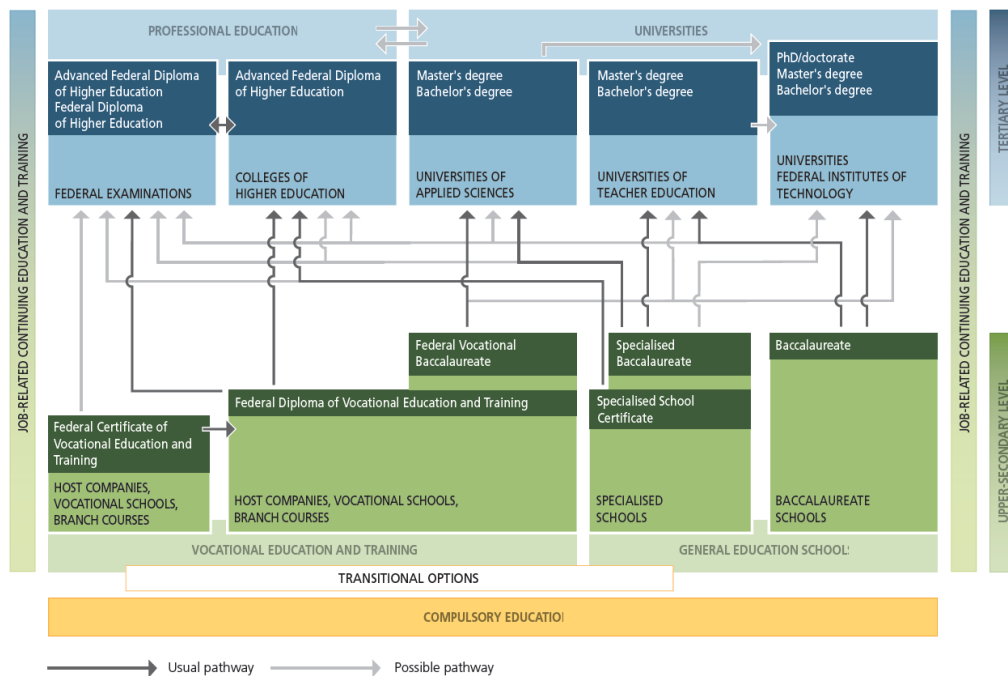 PROFESSIONAL EDUCATION
UNIVERSITIES
Advanced Federal Diploma
of Higher Education
Federal Diploma
of Higher Education
FEDERAL EXAMINATIONS
Advanced Federal Diploma
of Higher Education
COLLEGES OF
HIGHER EDUCATION
Master's degree
Bachelor's degree
UNIVERSITIES OF
APPLIED SCIENCES
Master's degree
Bachelor's degree
UNIVERSITIES OF
TEACHER EDUCATION
PhD/doctorate
Master's degree
Bachelor's degree
UNIVERSITIES
FEDERAL INSTITUTES OF
TECHNOLOGY
JOB-RELATED CONTINUING EDUCATION AND TRAINING
JOB-RELATED CONTINUING EDUCATION AND TRAINING
TERTIARY LEVEL
UPPER-SECONDARY LEVEL
Federal Vocational
Baccalaureate
Specialised
Baccalaureate
Baccalaureate
Federal Diploma of Vocational Education and Training
Specialised School
Certificate
Federal Certificate of
Vocational Education and
Training
HOST COMPANIES,
VOCATIONAL SCHOOLS,
BRANCH COURSES
HOST COMPANIES, VOCATIONAL SCHOOLS,
BRANCH COURSES
SPECIALISED
SCHOOLS
BACCALAUREATE
SCHOOLS
VOCATIONAL EDUCATION AND TRAINING
GENERAL EDUCATION SCHOOLS
TRANSITIONAL OPTIONS
COMPULSORY EDUCATION
Usual pathway
Possible pathway